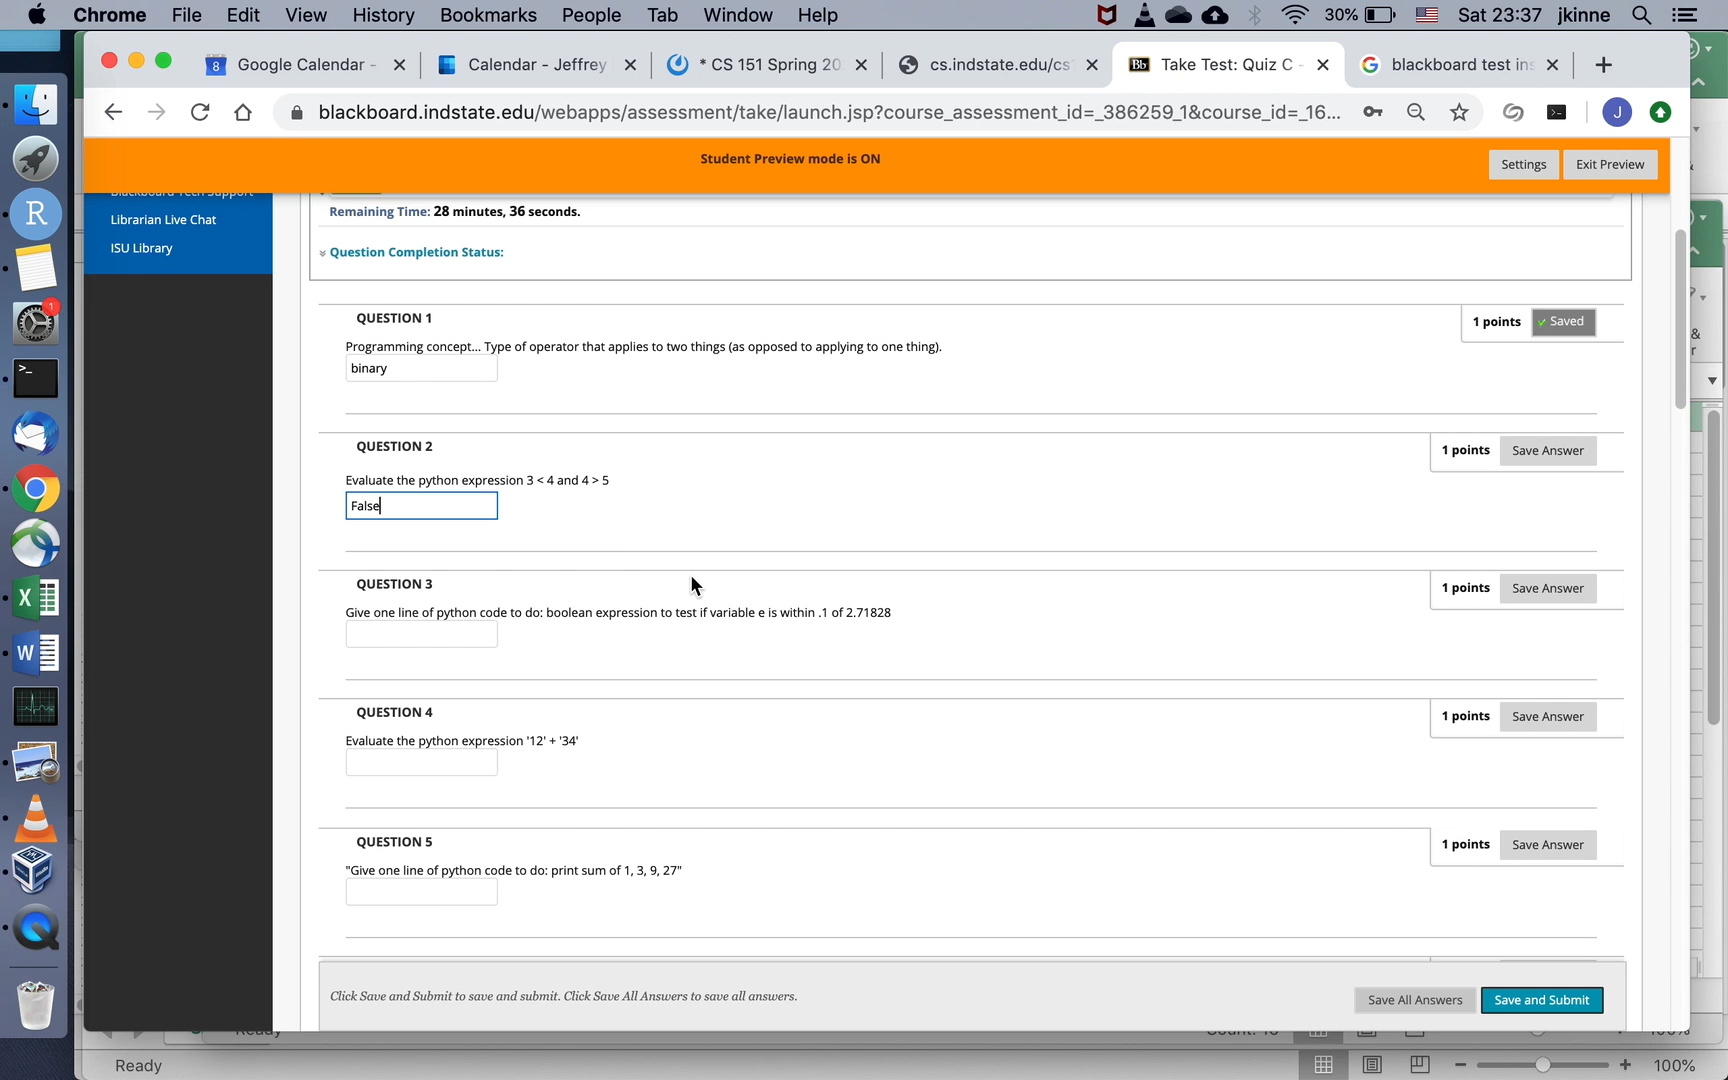 Chrome File Edit View History Bookmarks People Tab Window Help 30% Sat 23:37 jkinne
8 Google Calendar - Calendar - Jeffrey * CS 151 Spring 20 cs.indstate.edu/cs Bb Take Test: Quiz C - blackboard test ins
blackboard.indstate.edu/webapps/assessment/take/launch.jsp?course_assessment_id=_386259_1&course_id=_16... J
Student Preview mode is ON Settings Exit Preview
Blackboard Tech Support
Librarian Live Chat
ISU Library
Remaining Time: 28 minutes, 36 seconds.
Question Completion Status:
QUESTION 1
1 points Saved
Programming concept... Type of operator that applies to two things (as opposed to applying to one thing).
binary
QUESTION 2
1 points Save Answer
Evaluate the python expression 3 < 4 and 4 > 5
False
QUESTION 3
1 points Save Answer
Give one line of python code to do: boolean expression to test if variable e is within .1 of 2.71828
QUESTION 4
1 points Save Answer
Evaluate the python expression '12' + '34'
QUESTION 5
1 points Save Answer
"Give one line of python code to do: print sum of 1, 3, 9, 27"
Click Save and Submit to save and submit. Click Save All Answers to save all answers.
Save All Answers Save and Submit
Ready 100%